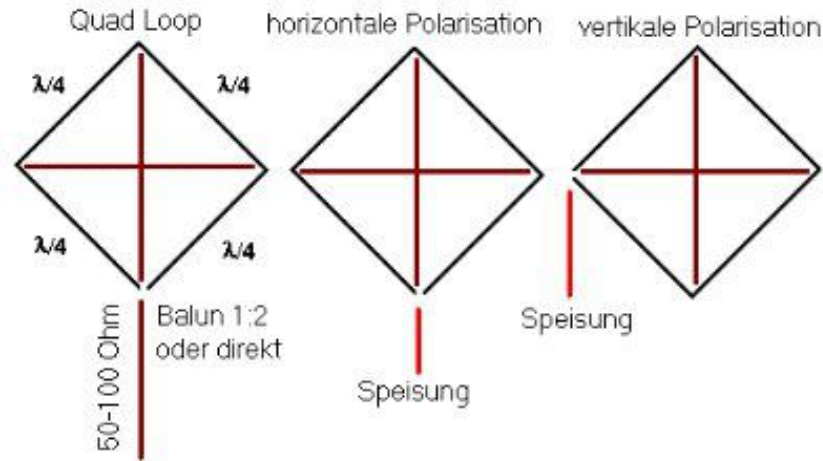 Quad Loop
horizontale Polarisation
vertikale Polarisation
λ/4
λ/4
λ/4
λ/4
50-100 Ohm
Balun 1:2
oder direkt
Speisung
Speisung